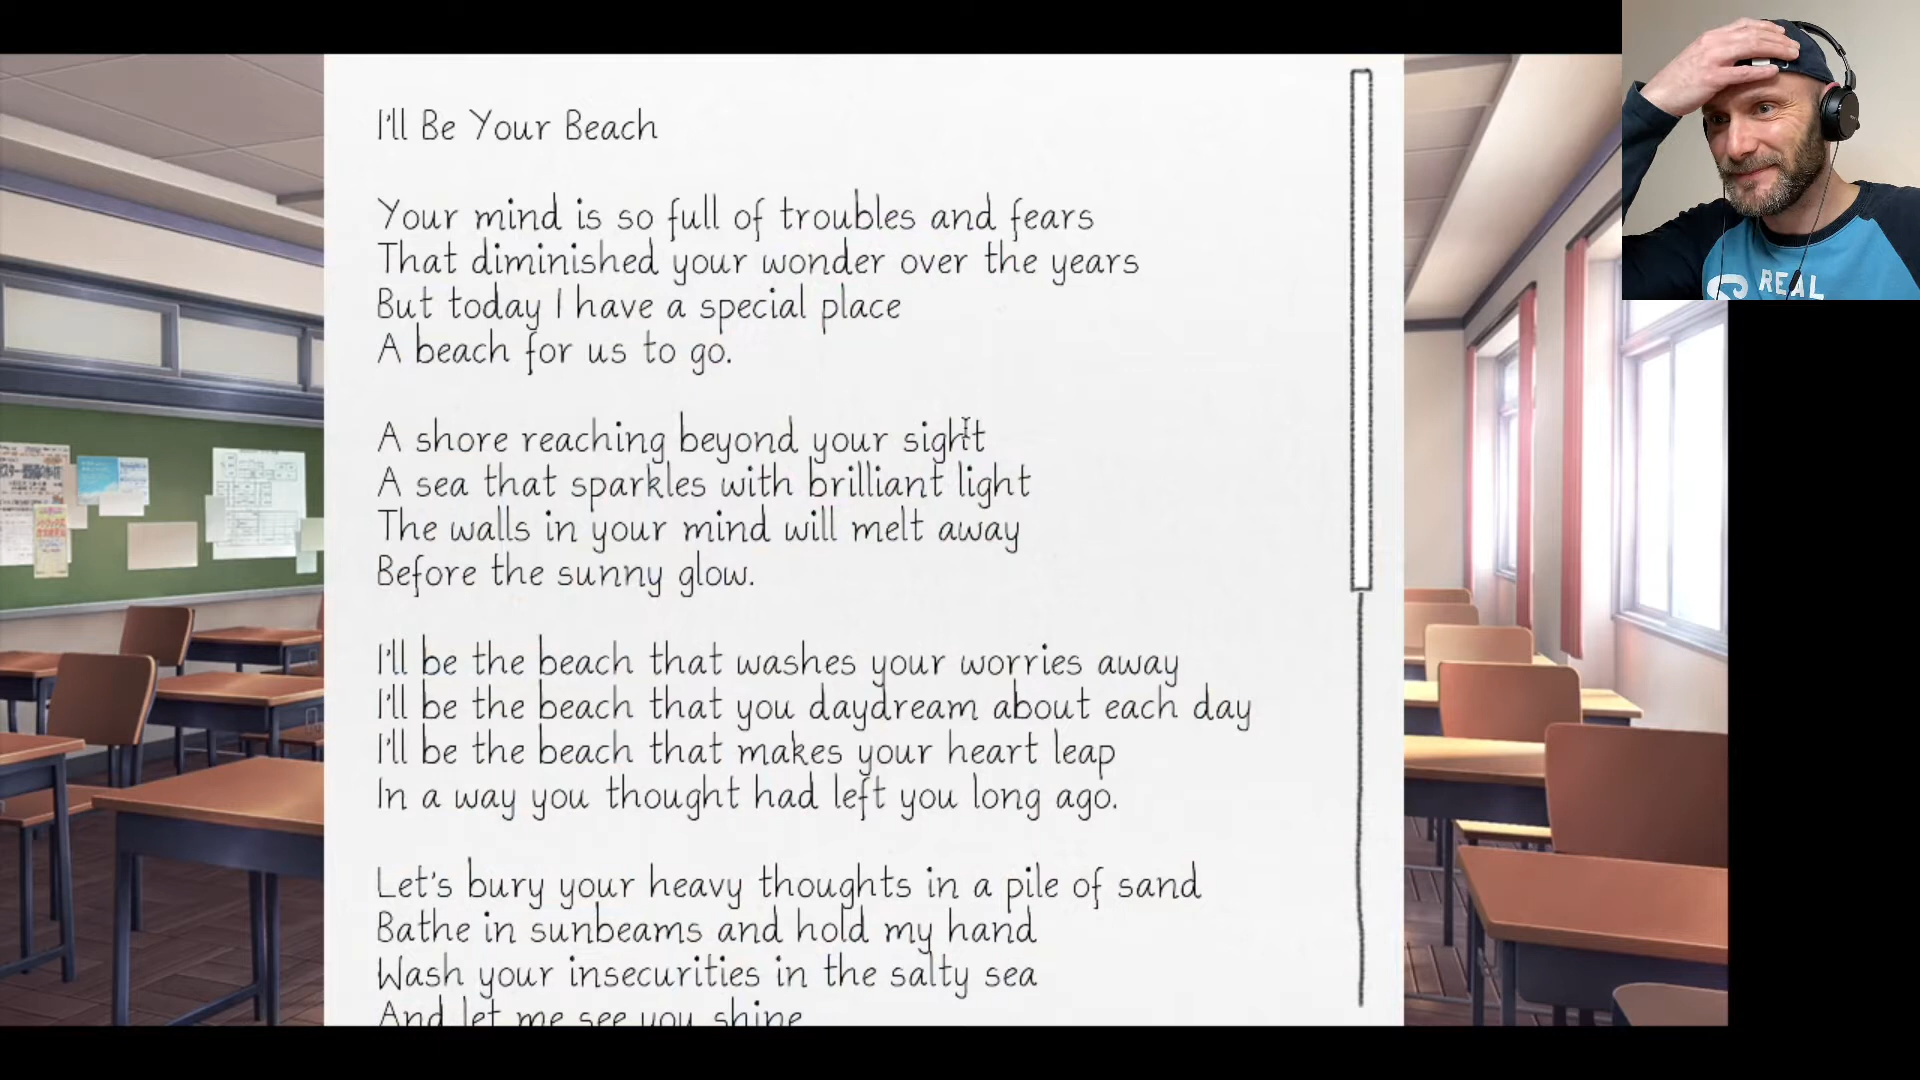 I'll Be Your Beach
Your mind is so full of troubles and fears
That diminished your wonder over the years
But today I have a special place
A beach for us to go.
A shore reaching beyond your sight
A sea that sparkles with brilliant light
The walls in your mind will melt away
Before the sunny glow.
I'll be the beach that washes your worries away
I'll be the beach that you daydream about each day
I'll be the beach that makes your heart leap
In a way you thought had left you long ago.
Let's bury your heavy thoughts in a pile of sand
Bathe in sunbeams and hold my hand
Wash your insecurities in the salty sea
And let me see you shine
REAL